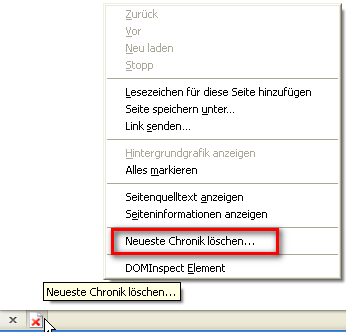 Zurück
Vor
Neu laden
Stopp
Lesezeichen für diese Seite hinzufügen
Seite speichern unter...
Link senden...
Hintergrundgrafik anzeigen
Alles markieren
Seitenquelltext anzeigen
Seiteninformationen anzeigen
Neueste Chronik löschen...
DOMInspect Element
Neueste Chronik löschen...